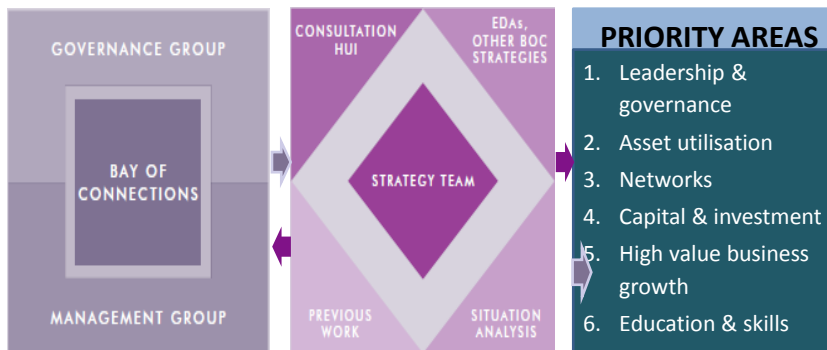 GOVERNANCE GROUP
BAY OF
CONNECTIONS
MANAGEMENT GROUP
CONSULTATION
HUI
EDAs,
OTHER BOC
STRATEGIES
STRATEGY TEAM
PREVIOUS
WORK
SITUATION
ANALYSIS
PRIORITY AREAS
1. Leadership &
governance
2. Asset utilisation
3. Networks
4. Capital & investment
5. High value business
growth
6. Education & skills